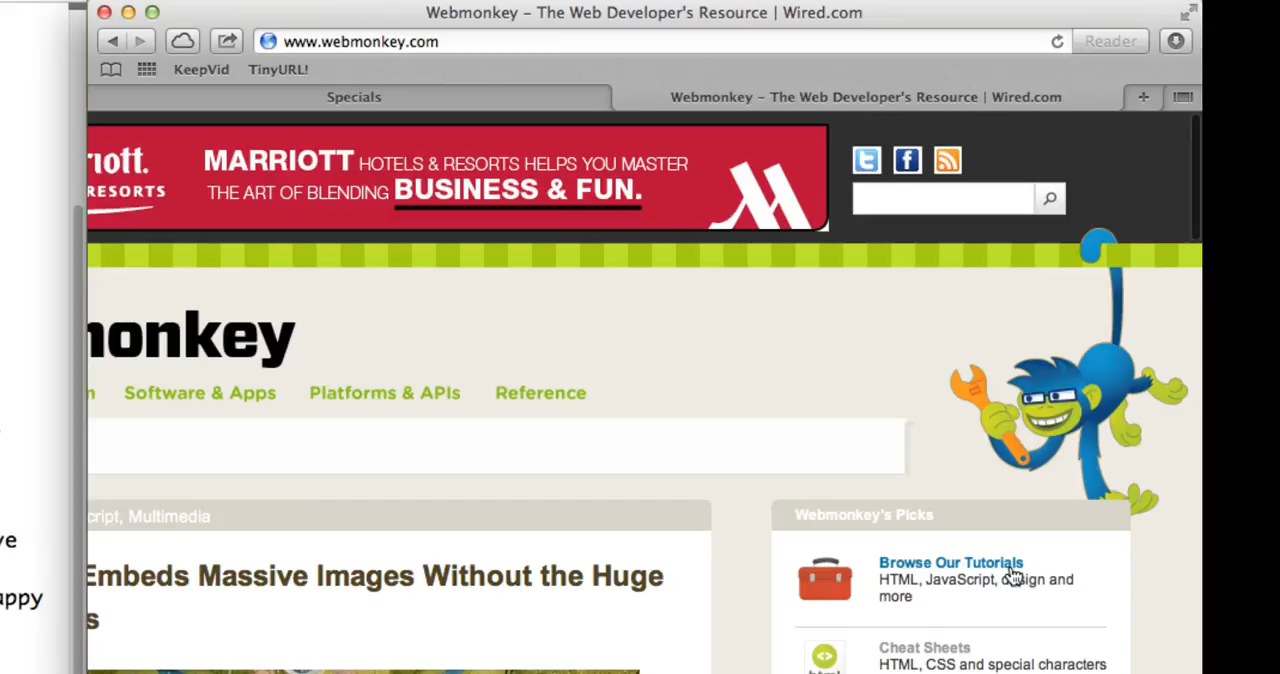 Webmonkey – The Web Developer's Resource | Wired.com
www.webmonkey.com
Reader
KeepVid TinyURL!
Specials
Webmonkey – The Web Developer's Resource | Wired.com
riott.
RESORTS
MARRIOTT HOTELS & RESORTS HELPS YOU MASTER
THE ART OF BLENDING BUSINESS & FUN.
monkey
n Software & Apps Platforms & APIs Reference
cript, Multimedia
Embeds Massive Images Without the Huge
s
Webmonkey's Picks
Browse Our Tutorials
HTML, JavaScript, design and
more
Cheat Sheets
HTML, CSS and special characters
ve
appy